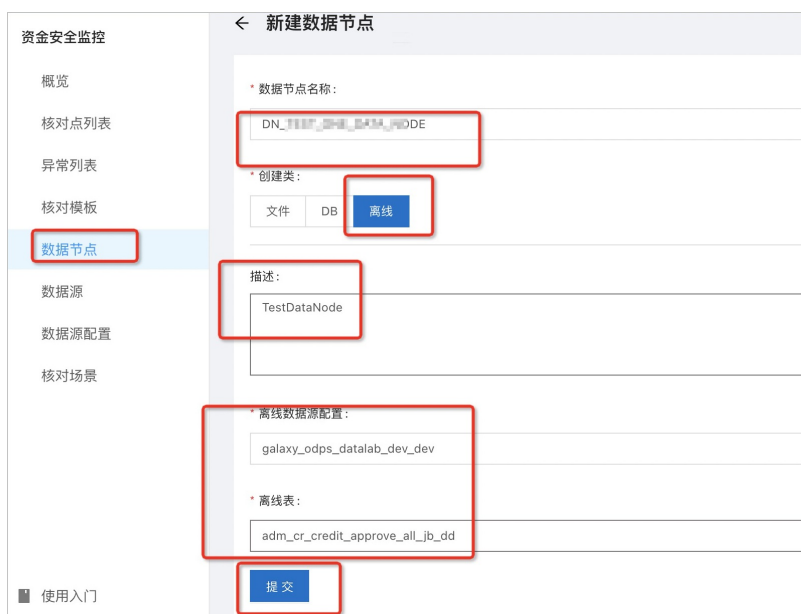 资金安全监控
概览
核对点列表
异常列表
核对模板
数据节点
数据源
数据源配置
核对场景
使用入门
← 新建数据节点
* 数据节点名称:
DN_ ODE
* 创建类:
文件 DB 离线
描述:
TestDataNode
* 离线数据源配置:
galaxy_odps_datalab_dev_dev
* 离线表:
adm_cr_credit_approve_all_jb_dd
提交